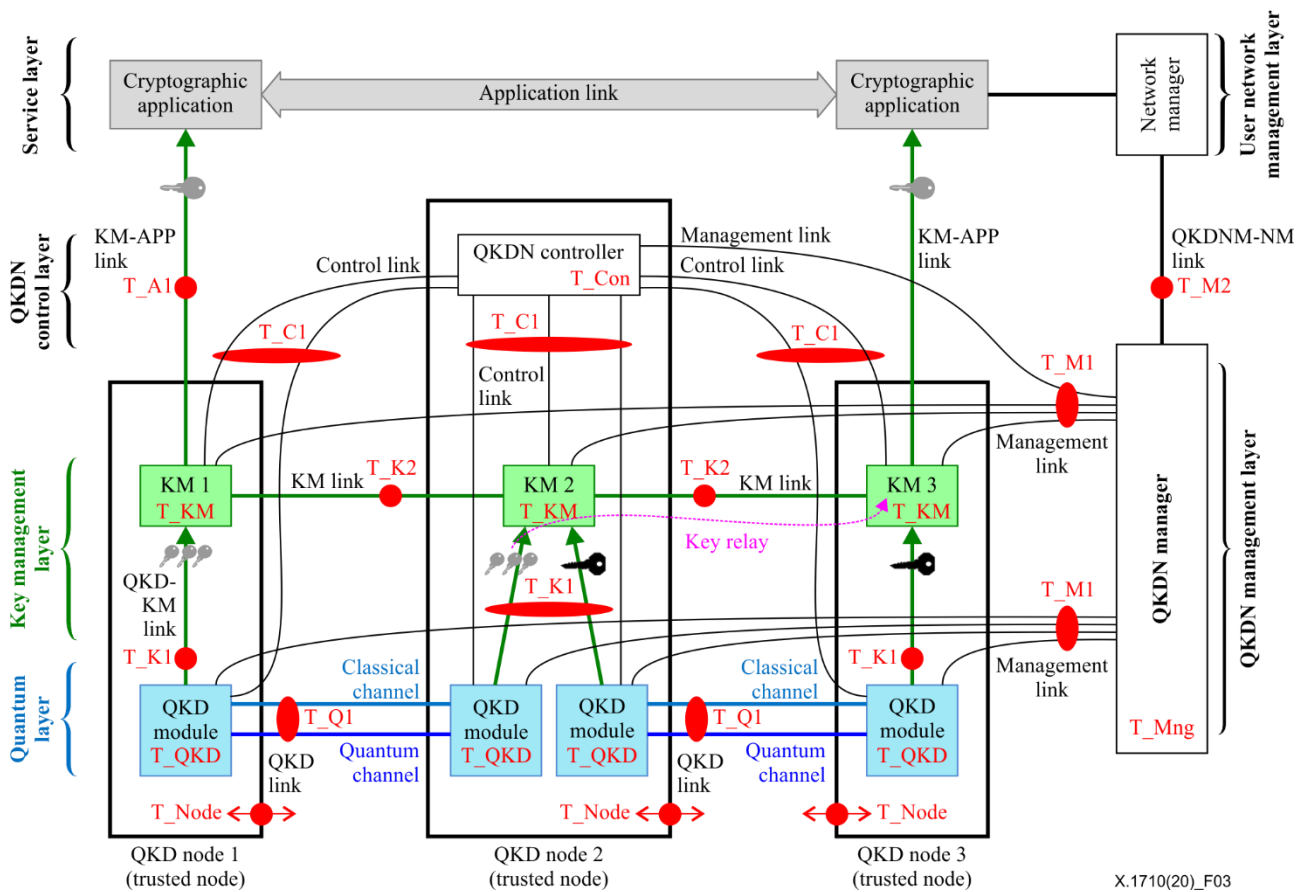 Service layer
Cryptographic
application
Application link
Cryptographic
application
Network
manager
User network
management layer
QKDN
control layer
KM-APP
link
T_A1
Control link
QKDN controller
T_Con
Management link
Control link
KM-APP
link
QKDNM-NM
link
T_M2
T_C1
T_C1
T_C1
Control
link
T_M1
Management
link
Key management
layer
KM 1
T_KM
KM link
T_K2
KM 2
T_KM
T_K2
KM link
KM 3
T_KM
Key relay
QKD-
KM
link
T_K1
T_K1
T_K1
T_M1
Management
link
QKDN manager
T_Mng
QKDN management layer
Quantum
layer
QKD
module
T_QKD
Classical
channel
T_Q1
Quantum
channel
QKD
link
QKD
module
T_QKD
QKD
module
T_QKD
Classical
channel
T_Q1
Quantum
channel
QKD
link
QKD
module
T_QKD
T_Node
T_Node
T_Node
QKD node 1
(trusted node)
QKD node 2
(trusted node)
QKD node 3
(trusted node)
X.1710(20)_F03